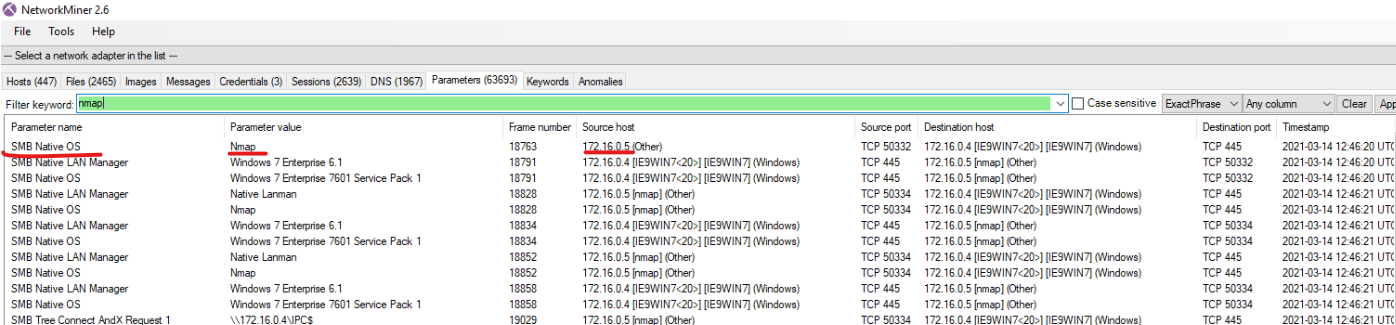 NetworkMiner 2.6
File Tools Help
--- Select a network adapter in the list ---
Hosts (447) Files (2465) Images Messages Credentials (3) Sessions (2639) DNS (1967) Parameters (63693) Keywords Anomalies
Filter keyword: nmap Case sensitive ExactPhrase Any column Clear App
Parameter name Parameter value Frame number Source host Source port Destination host Destination port Timestamp
SMB Native OS Nmap 18763 172.16.0.5 (Other) TCP 50332 172.16.0.4 [IE9WIN7<20>] [IE9WIN7] (Windows) TCP 445 2021-03-14 12:46:20 UTC
SMB Native LAN Manager Windows 7 Enterprise 6.1 18791 172.16.0.4 [IE9WIN7<20>] [IE9WIN7] (Windows) TCP 445 172.16.0.5 [nmap] (Other) TCP 50332 2021-03-14 12:46:20 UTC
SMB Native OS Windows 7 Enterprise 7601 Service Pack 1 18791 172.16.0.4 [IE9WIN7<20>] [IE9WIN7] (Windows) TCP 445 172.16.0.5 [nmap] (Other) TCP 50332 2021-03-14 12:46:20 UTC
SMB Native LAN Manager Native Lanman 18828 172.16.0.5 [nmap] (Other) TCP 50334 172.16.0.4 [IE9WIN7<20>] [IE9WIN7] (Windows) TCP 445 2021-03-14 12:46:21 UTC
SMB Native OS Nmap 18828 172.16.0.5 [nmap] (Other) TCP 50334 172.16.0.4 [IE9WIN7<20>] [IE9WIN7] (Windows) TCP 445 2021-03-14 12:46:21 UTC
SMB Native LAN Manager Windows 7 Enterprise 6.1 18834 172.16.0.4 [IE9WIN7<20>] [IE9WIN7] (Windows) TCP 445 172.16.0.5 [nmap] (Other) TCP 50334 2021-03-14 12:46:21 UTC
SMB Native OS Windows 7 Enterprise 7601 Service Pack 1 18834 172.16.0.4 [IE9WIN7<20>] [IE9WIN7] (Windows) TCP 445 172.16.0.5 [nmap] (Other) TCP 50334 2021-03-14 12:46:21 UTC
SMB Native LAN Manager Native Lanman 18852 172.16.0.5 [nmap] (Other) TCP 50334 172.16.0.4 [IE9WIN7<20>] [IE9WIN7] (Windows) TCP 445 2021-03-14 12:46:21 UTC
SMB Native OS Nmap 18852 172.16.0.5 [nmap] (Other) TCP 50334 172.16.0.4 [IE9WIN7<20>] [IE9WIN7] (Windows) TCP 445 2021-03-14 12:46:21 UTC
SMB Native LAN Manager Windows 7 Enterprise 6.1 18858 172.16.0.4 [IE9WIN7<20>] [IE9WIN7] (Windows) TCP 445 172.16.0.5 [nmap] (Other) TCP 50334 2021-03-14 12:46:21 UTC
SMB Native OS Windows 7 Enterprise 7601 Service Pack 1 18858 172.16.0.4 [IE9WIN7<20>] [IE9WIN7] (Windows) TCP 445 172.16.0.5 [nmap] (Other) TCP 50334 2021-03-14 12:46:21 UTC
SMB Tree Connect AndX Request 1 \\172.16.0.4\IPC$ 19029 172.16.0.5 [nmap] (Other) TCP 50334 172.16.0.4 [IE9WIN7<20>] [IE9WIN7] (Windows) TCP 445 2021-03-14 12:46:21 UTC